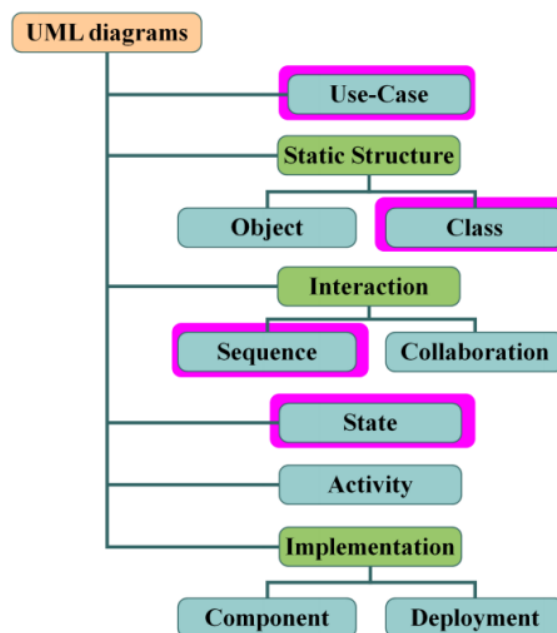 UML diagrams
Use-Case
Static Structure
Object
Class
Interaction
Sequence
Collaboration
State
Activity
Implementation
Component
Deployment